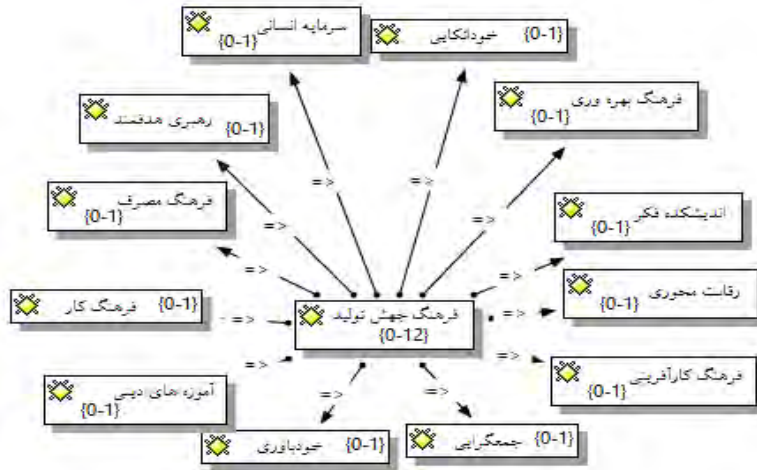 سرمایه انسانی
{0-1}
خوداتکایی {0-1}
رهبری هدفمند
{0-1}
فرهنگ بهره وری
{0-1}
فرهنگ مصرف
{0-1}
اندیشکده فکر
{0-1}
فرهنگ کار {0-1}
فرهنگ جهش تولید
{0-12}
رقابت محوری
{0-1}
آموزه های دینی
{0-1}
فرهنگ کارآفرینی
{0-1}
خودباوری {0-1}
جمعگرایی {0-1}
=>
=>
=>
=>
=>
=>
=>
=>
=>
=>
=>
=>